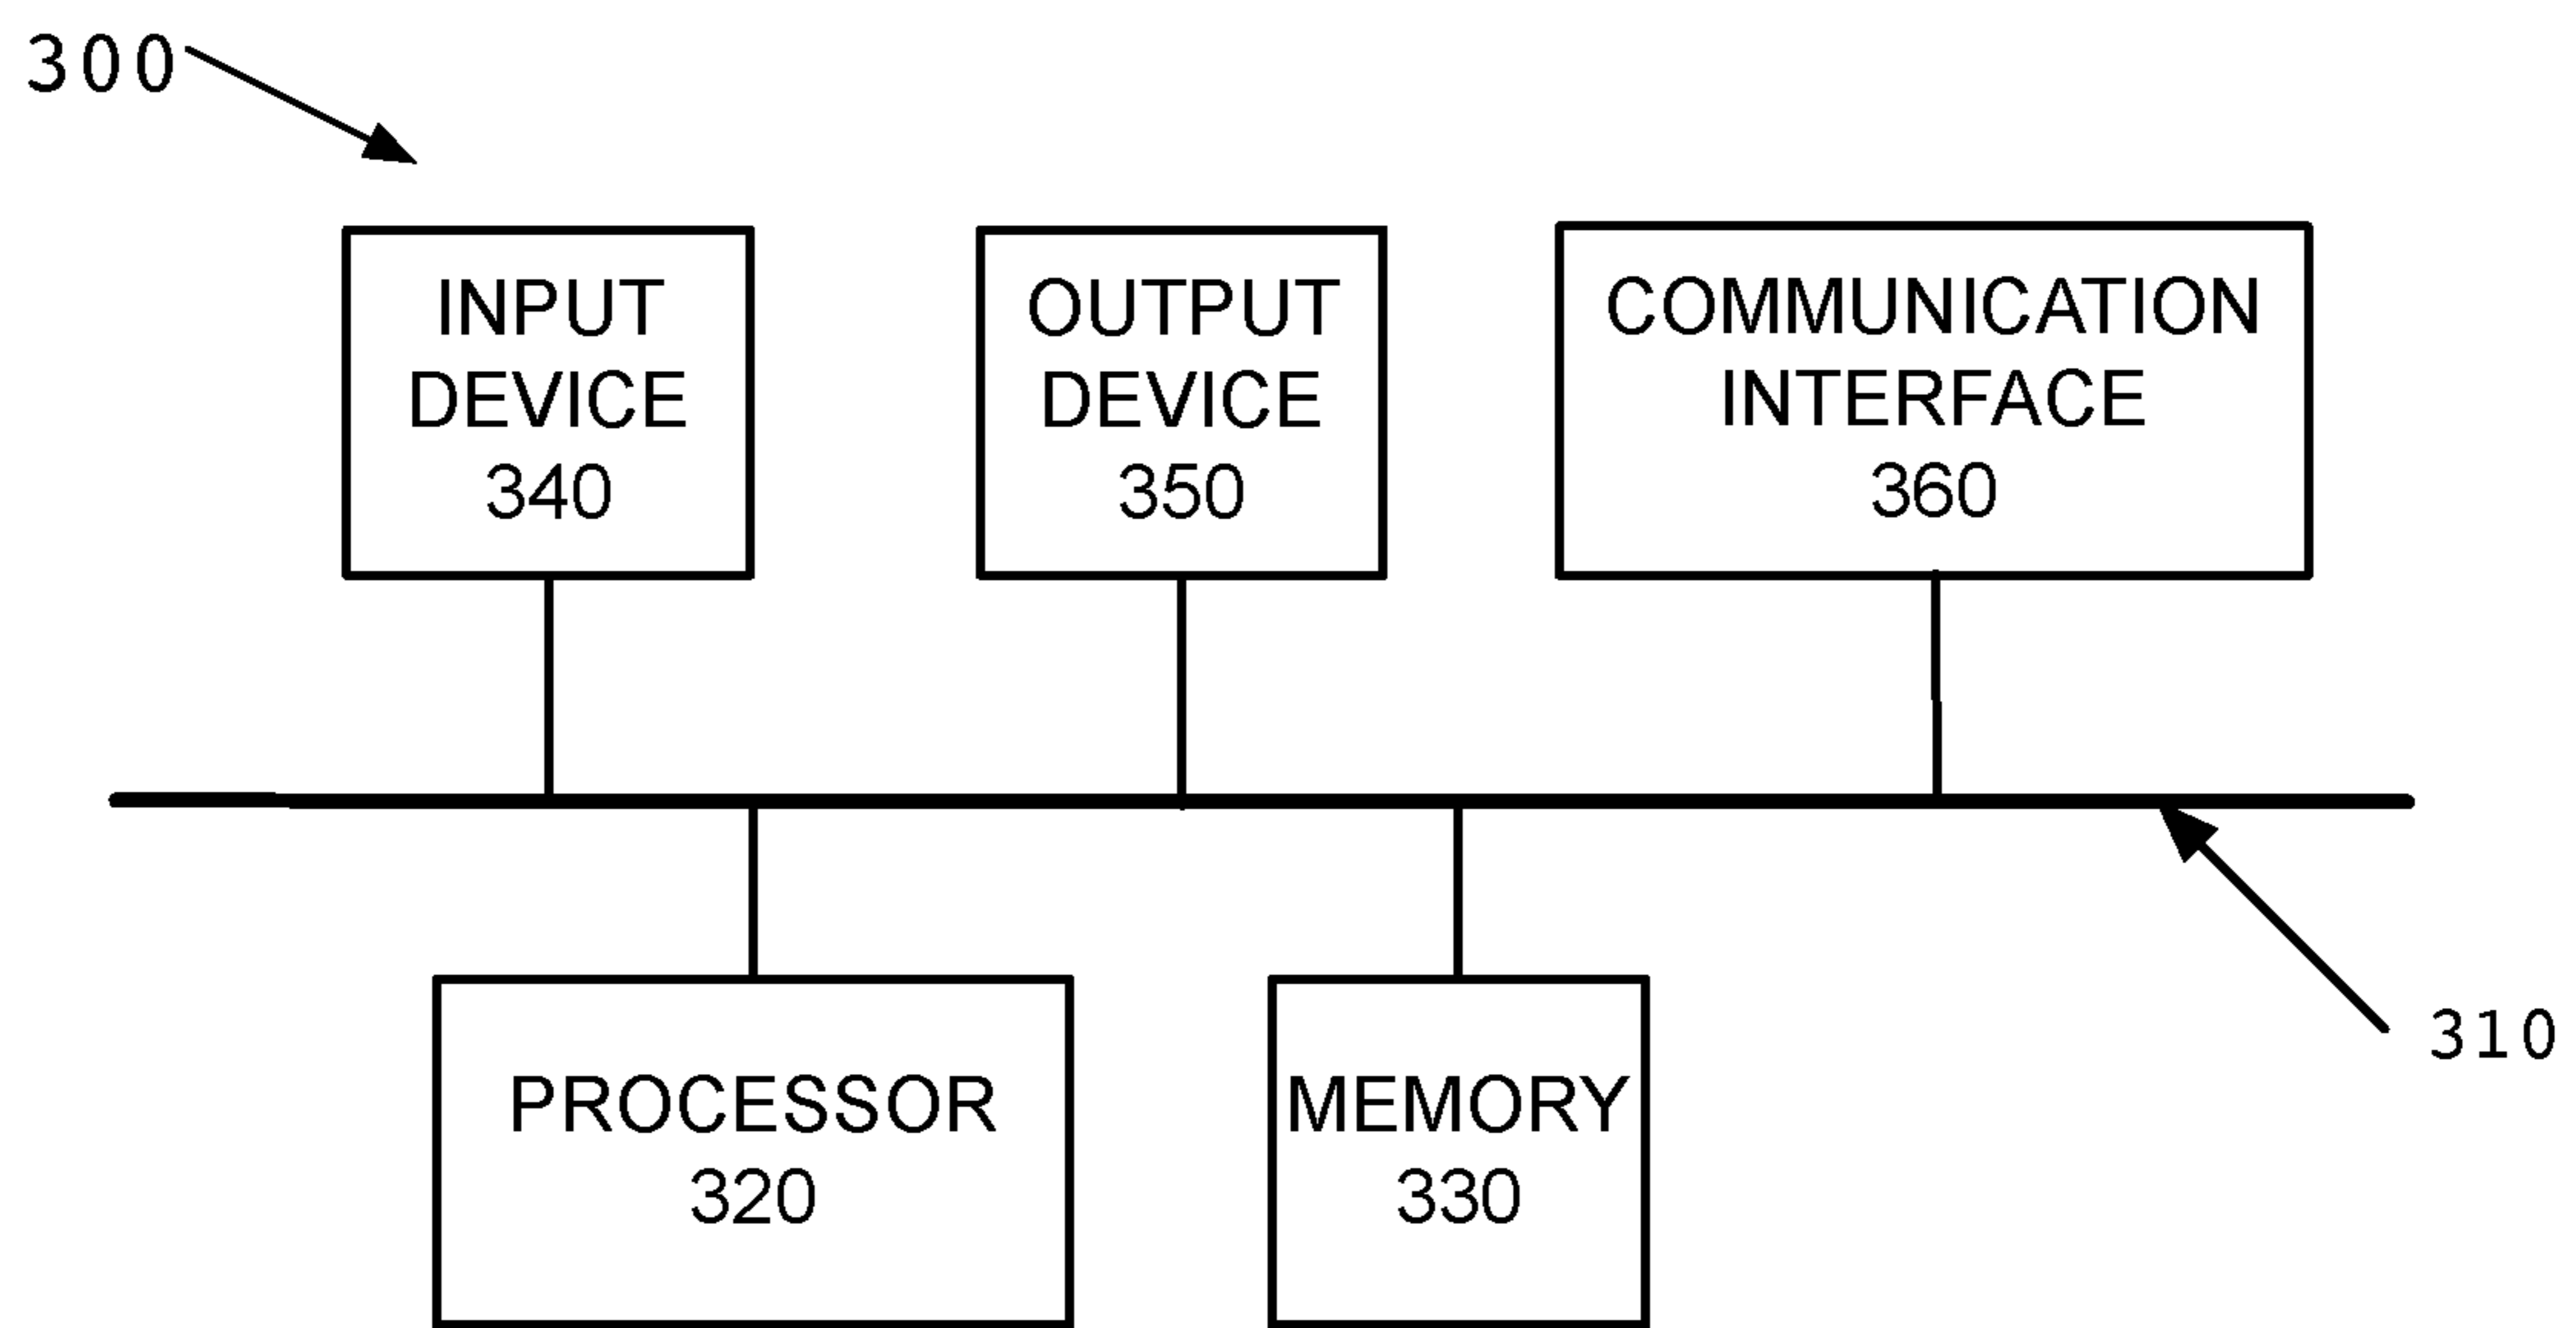 300
INPUT
DEVICE
340
OUTPUT
DEVICE
350
COMMUNICATION
INTERFACE
360
310
PROCESSOR
320
MEMORY
330